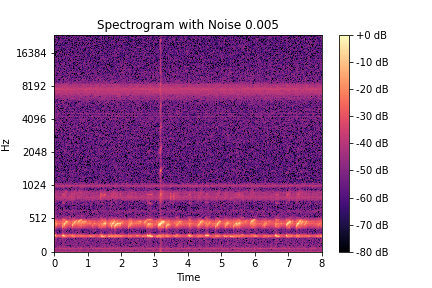 Spectrogram with Noise 0.005
+0 dB
16384
-10 dB
8192
-20 dB
4096
-30 dB
Hz
-40 dB
2048
-50 dB
1024
-60 dB
512
-70 dB
0
-80 dB
0 1 2 3 4 5 6 7 8
Time